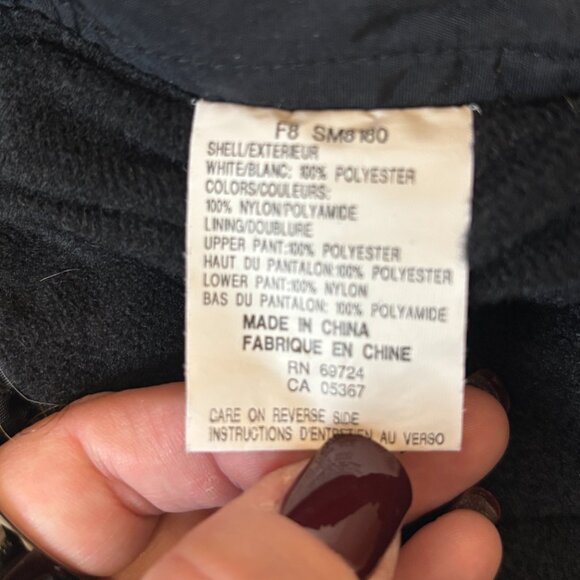 F8 SM8180
SHELL/EXTERIEUR
WHITE/BLANC: 100% POLYESTER
COLORS/COULEURS:
100% NYLON/POLYAMIDE
LINING/DOUBLURE
UPPER PANT:100% POLYESTER
HAUT DU PANTALON:100% POLYESTER
LOWER PANT:100% NYLON
BAS DU PANTALON: 100% POLYAMIDE
MADE IN CHINA
FABRIQUE EN CHINE
RN 69724
CA 05367
CARE ON REVERSE SIDE
INSTRUCTIONS D'ENTRETIEN AU VERSO